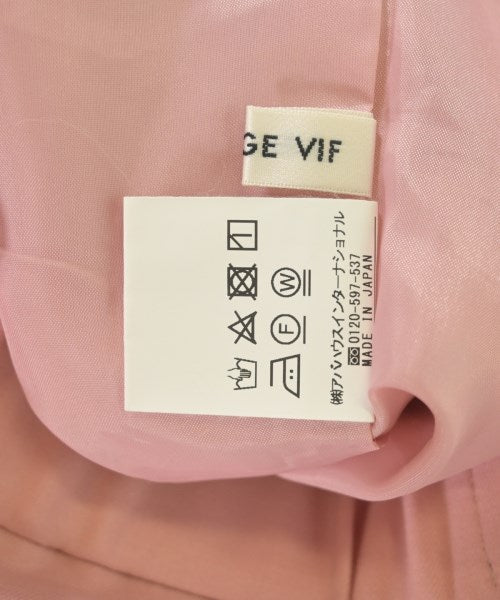 GE VIF
W
F
㈱アバハウスインターナショナル
0120-597-537
MADE IN JAPAN